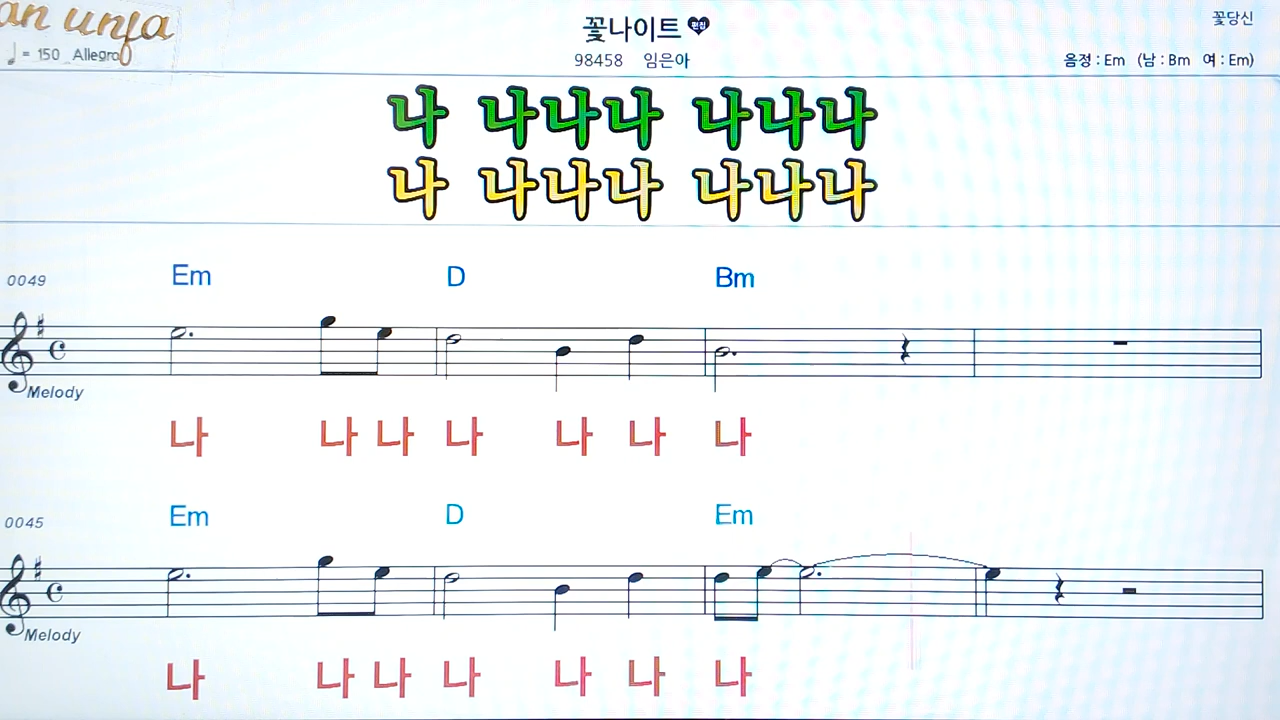 an unfa
♩ = 150 Allegro
꽃나이트 편집
98458 임은아
꽃당신
음정 : Em (남 : Bm 여 : Em)
나 나나나 나나나
나 나나나 나나나
0049
Em D Bm
Melody
나 나 나 나 나 나 나
0045
Em D Em
Melody
나 나 나 나 나 나 나